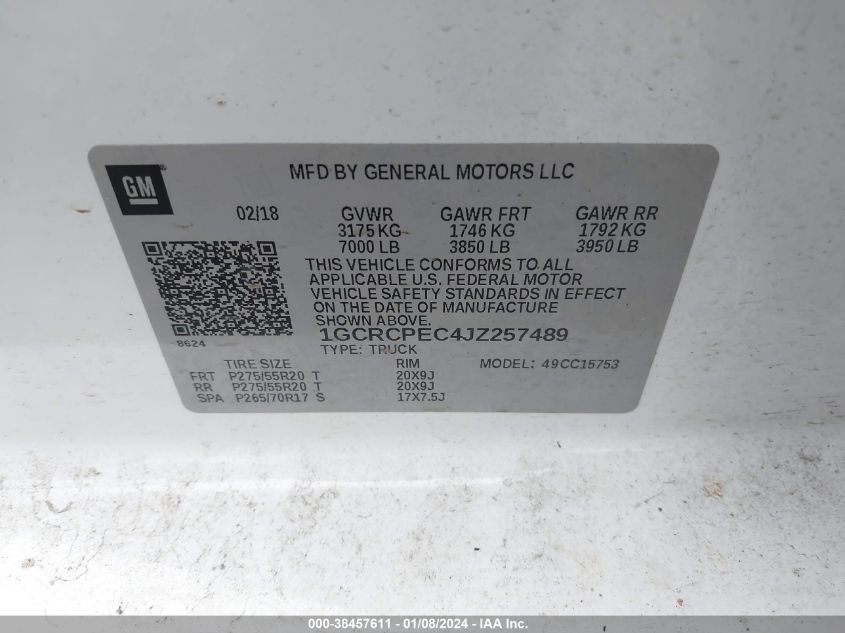 GM
MFD BY GENERAL MOTORS LLC
02/18 GVWR GAWR FRT GAWR RR
3175 KG 1746 KG 1792 KG
7000 LB 3850 LB 3950 LB
THIS VEHICLE CONFORMS TO ALL
APPLICABLE U.S. FEDERAL MOTOR
VEHICLE SAFETY STANDARDS IN EFFECT
ON THE DATE OF MANUFACTURE
SHOWN ABOVE.
8624
1GCRCPEC4JZ257489
TYPE: TRUCK
TIRE SIZE RIM MODEL: 49CC15753
FRT P275/55R20 T 20X9J
RR P275/55R20 T 20X9J
SPA P265/70R17 S 17X7.5J
000-38457611 - 01/08/2024 - IAA Inc.